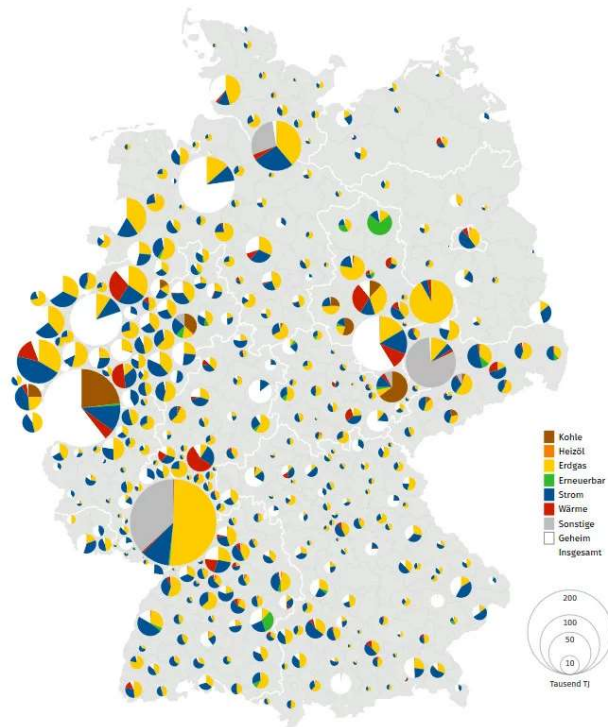 Kohle
Heizöl
Erdgas
Erneuerbar
Strom
Wärme
Sonstige
Geheim
Insgesamt
200
100
50
10
Tausend TJ